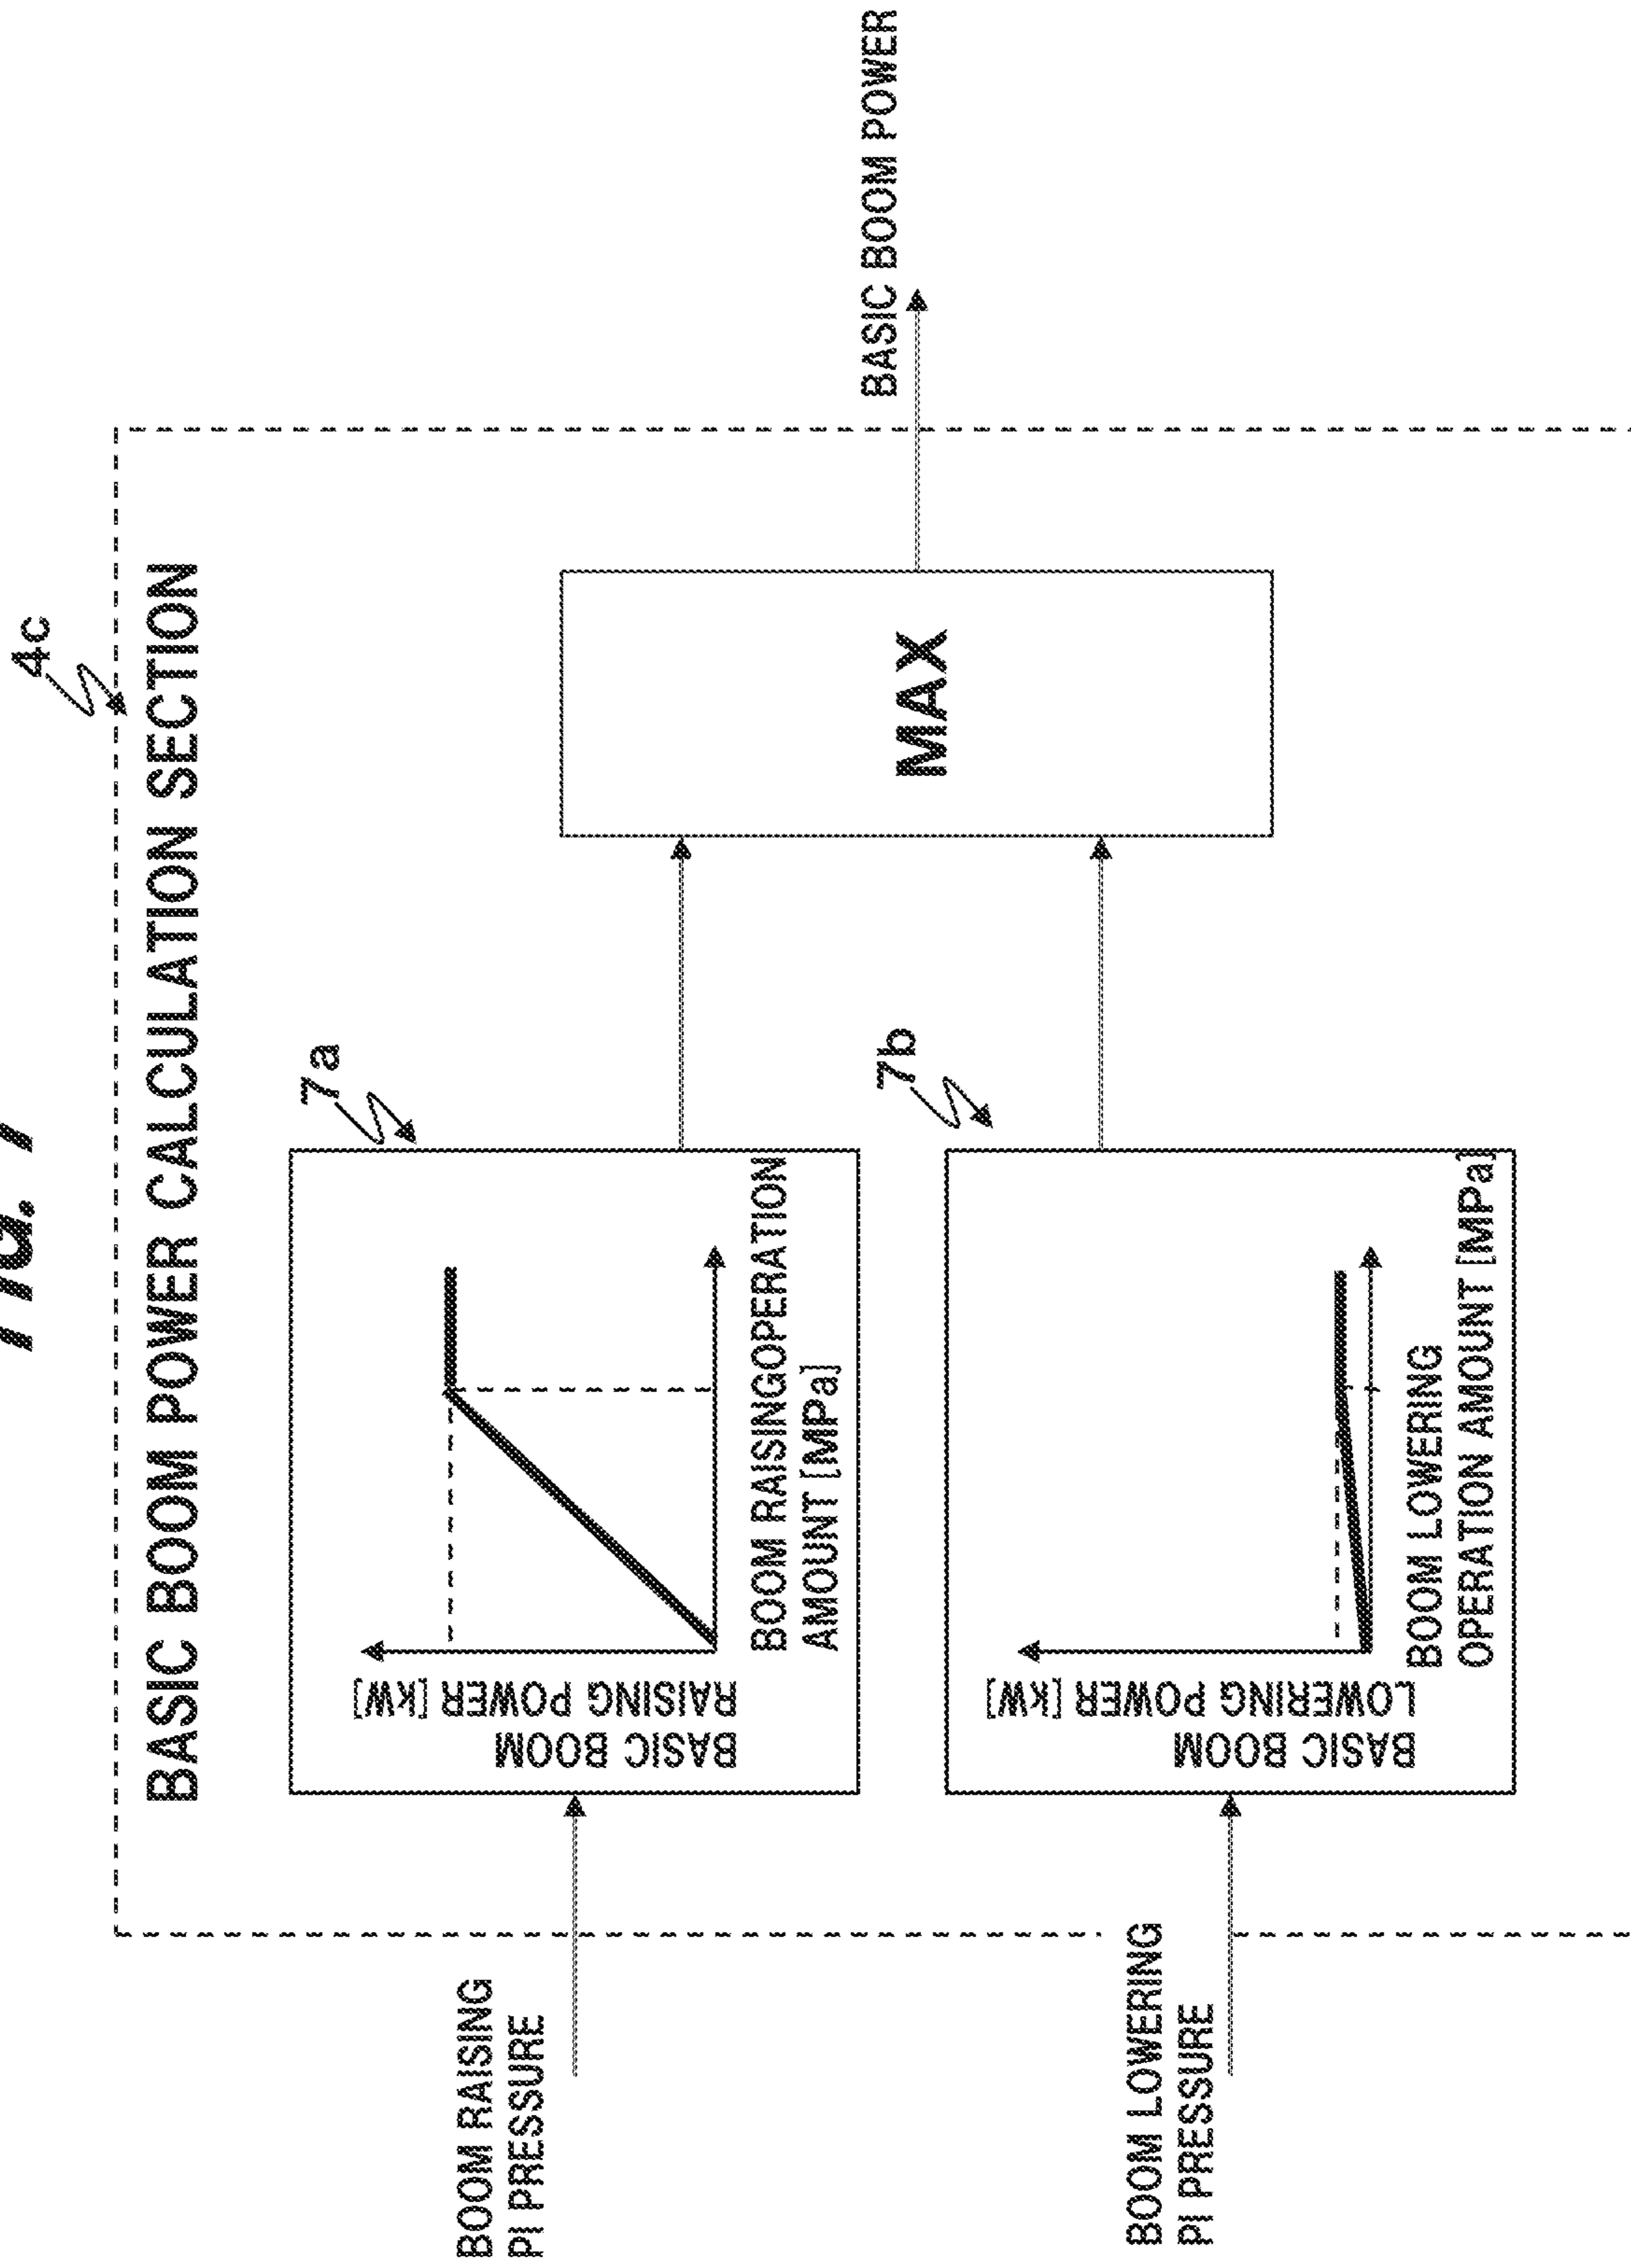 FIG. 7
4c
BASIC BOOM POWER CALCULATION SECTION
BOOM RAISING
PI PRESSURE
7a
BASIC BOOM
RAISING POWER [kW]
BOOM RAISINGOPERATION
AMOUNT [MPa]
MAX
BASIC BOOM POWER
BOOM LOWERING
PI PRESSURE
7b
BASIC BOOM
LOWERING POWER [kW]
BOOM LOWERING
OPERATION AMOUNT [MPa]